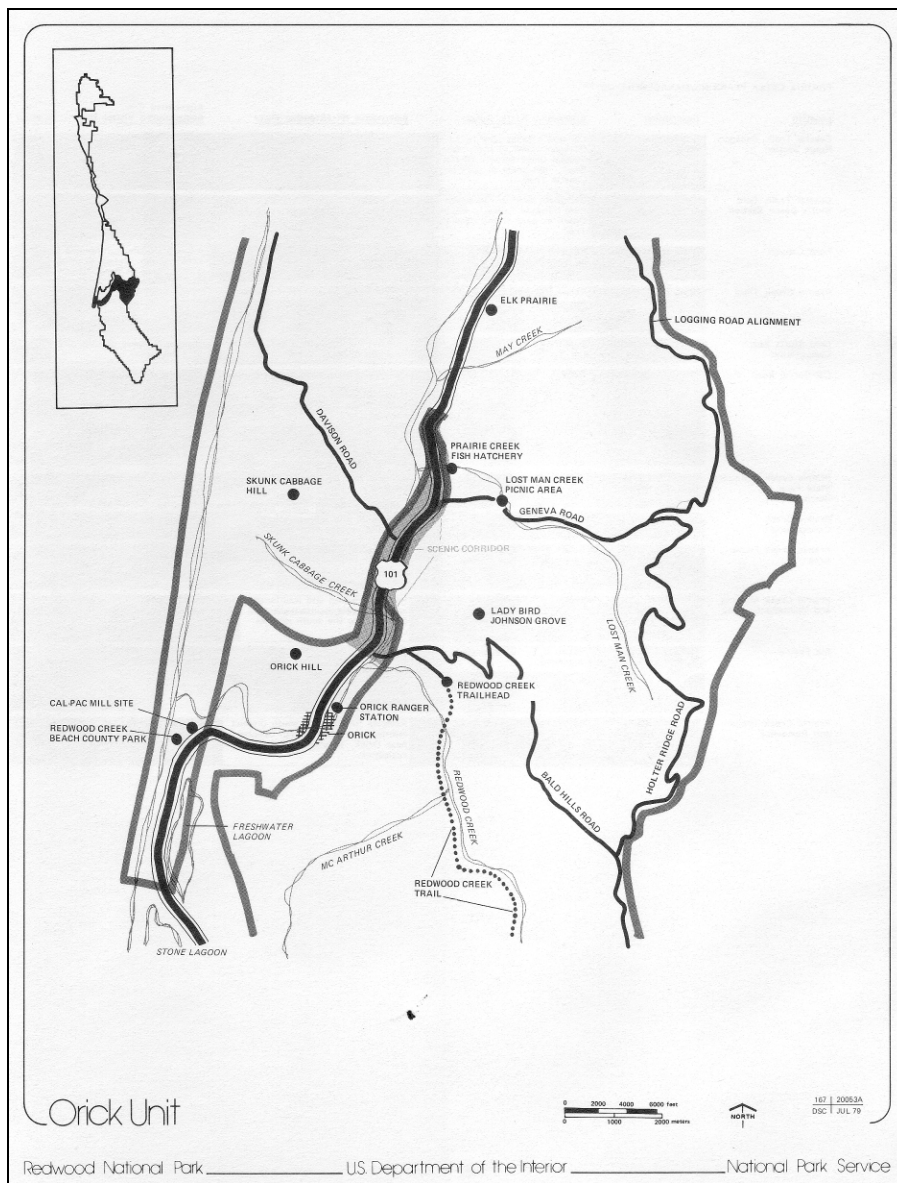 ELK PRAIRIE
LOGGING ROAD ALIGNMENT
MAY CREEK
DAVISON ROAD
PRAIRIE CREEK
FISH HATCHERY
SKUNK CABBAGE
HILL
LOST MAN CREEK
PICNIC AREA
GENEVA ROAD
SCENIC CORRIDOR
SKUNK CABBAGE CREEK
101
LADY BIRD
JOHNSON GROVE
LOST MAN CREEK
ORICK HILL
REDWOOD CREEK
TRAILHEAD
CAL-PAC MILL SITE
ORICK RANGER
STATION
REDWOOD CREEK
BEACH COUNTY PARK
ORICK
HOLTER RIDGE ROAD
REDWOOD CREEK
BALD HILLS ROAD
FRESHWATER
LAGOON
MC ARTHUR CREEK
REDWOOD CREEK
TRAIL
STONE LAGOON
Orick Unit
0 2000 4000 6000 feet
0 1000 2000 meters
NORTH
167 20053A
DSC JUL 79
Redwood National Park U.S. Department of the Interior National Park Service